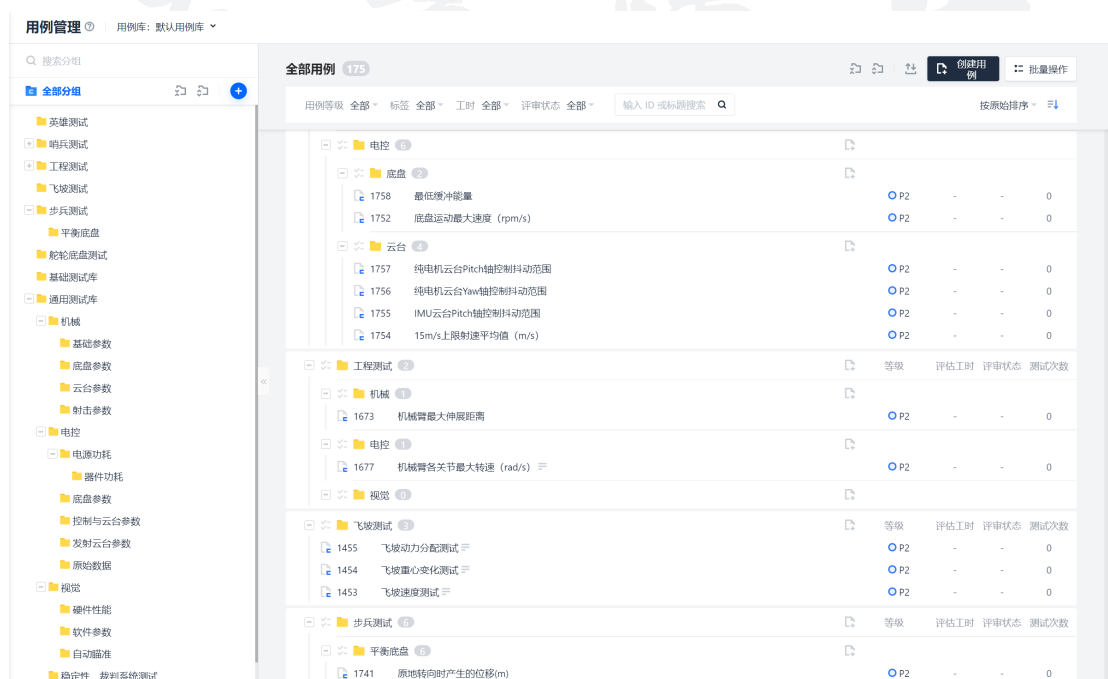 用例管理 用例库：默认用例库
搜索分组
全部分组
英雄测试
哨兵测试
工程测试
飞坡测试
步兵测试
平衡底盘
舵轮底盘测试
基础测试库
通用测试库
机械
基础参数
底盘参数
云台参数
射击参数
电控
电源功耗
器件功耗
底盘参数
控制与云台参数
发射云台参数
原始数据
视觉
硬件性能
软件参数
自动瞄准
稳定性、裁判系统测试
全部用例 175
创建用例
批量操作
用例等级 全部 标签 全部 工时 全部 评审状态 全部 输入 ID 或标题搜索 按原始排序
电控 6
底盘 2
1758 最低缓冲能量 P2 - - 0
1752 底盘运动最大速度（rpm/s） P2 - - 0
云台 4
1757 纯电机云台Pitch轴控制抖动范围 P2 - - 0
1756 纯电机云台Yaw轴控制抖动范围 P2 - - 0
1755 IMU云台Pitch轴控制抖动范围 P2 - - 0
1754 15m/s上限射速平均值（m/s） P2 - - 0
工程测试 2 等级 评估工时 评审状态 测试次数
机械 1
1673 机械臂最大伸展距离 P2 - - 0
电控 1
1677 机械臂各关节最大转速（rad/s） P2 - - 0
视觉 0
飞坡测试 3 等级 评估工时 评审状态 测试次数
1455 飞坡动力分配测试 P2 - - 0
1454 飞坡重心变化测试 P2 - - 0
1453 飞坡速度测试 P2 - - 0
步兵测试 6 等级 评估工时 评审状态 测试次数
平衡底盘 6
1741 原地转向时产生的位移(m) P2 - - 0